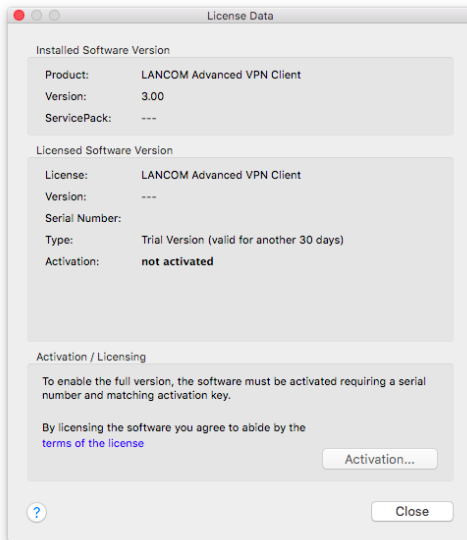 License Data
Installed Software Version
Product: LANCOM Advanced VPN Client
Version: 3.00
ServicePack: ---
Licensed Software Version
License: LANCOM Advanced VPN Client
Version: ---
Serial Number:
Type: Trial Version (valid for another 30 days)
Activation: not activated
Activation / Licensing
To enable the full version, the software must be activated requiring a serial
number and matching activation key.
By licensing the software you agree to abide by the
terms of the license
Activation...
?
Close